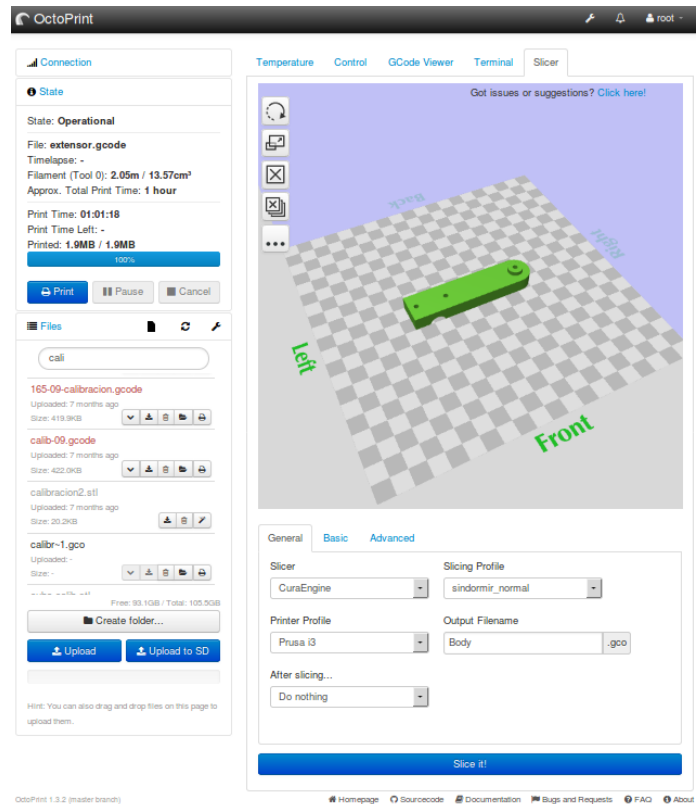 OctoPrint
root
Connection
State
State: Operational
File: extensor.gcode
Timelapse: -
Filament (Tool 0): 2.05m / 13.57cm³
Approx. Total Print Time: 1 hour
Print Time: 01:01:18
Print Time Left: -
Printed: 1.9MB / 1.9MB
100%
Print Pause Cancel
Files
cali
165-09-calibracion.gcode
Uploaded: 7 months ago
Size: 419.9KB
calib-09.gcode
Uploaded: 7 months ago
Size: 422.0KB
calibracion2.stl
Uploaded: 7 months ago
Size: 20.2KB
calibr~1.gco
Uploaded: -
Size: -
Free: 93.1GB / Total: 105.5GB
Create folder...
Upload Upload to SD
Hint: You can also drag and drop files on this page to
upload them.
Temperature Control GCode Viewer Terminal Slicer
Got issues or suggestions? Click here!
Back
Right
Left
Front
General Basic Advanced
Slicer Slicing Profile
CuraEngine sindormir_normal
Printer Profile Output Filename
Prusa i3 Body .gco
After slicing...
Do nothing
Slice it!
OctoPrint 1.3.2 (master branch)
Homepage Sourcecode Documentation Bugs and Requests FAQ About